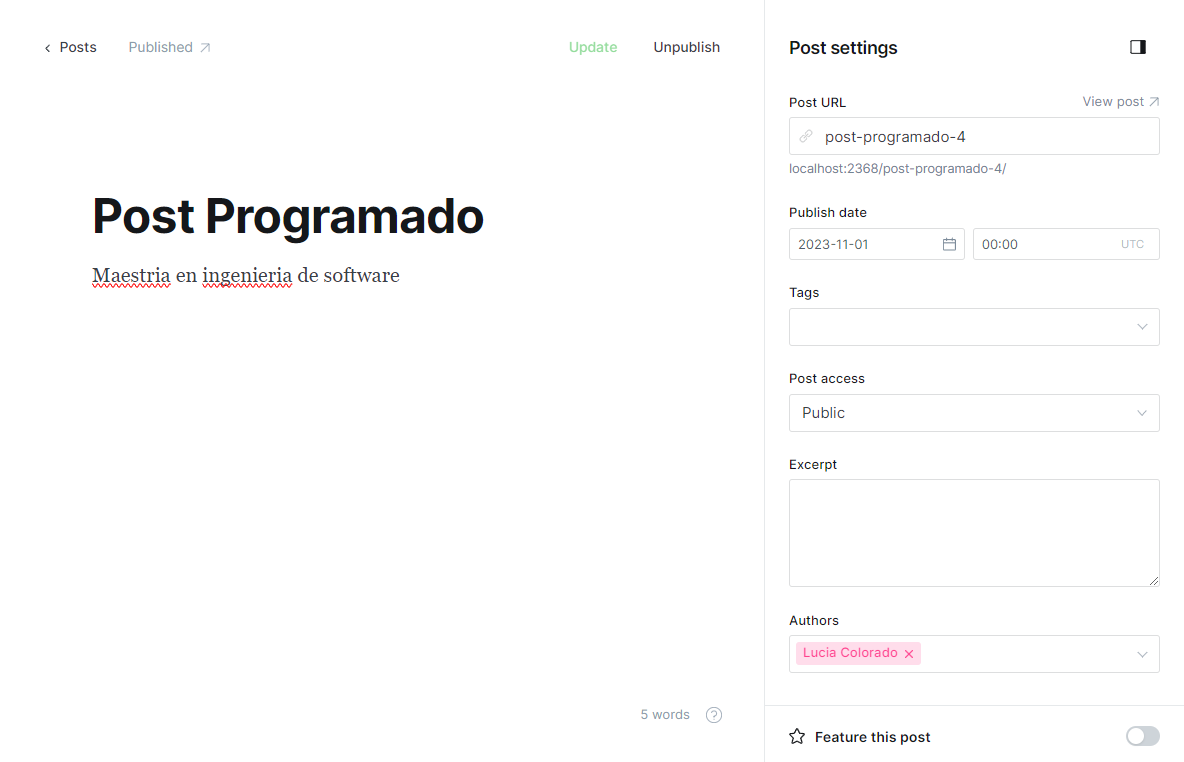 Posts
Published
Update
Unpublish
Post Programado
Maestria en ingenieria de software
5 words
?
Post settings
Post URL
View post
post-programado-4
localhost:2368/post-programado-4/
Publish date
2023-11-01
00:00 UTC
Tags
Post access
Public
Excerpt
Authors
Lucia Colorado
Feature this post